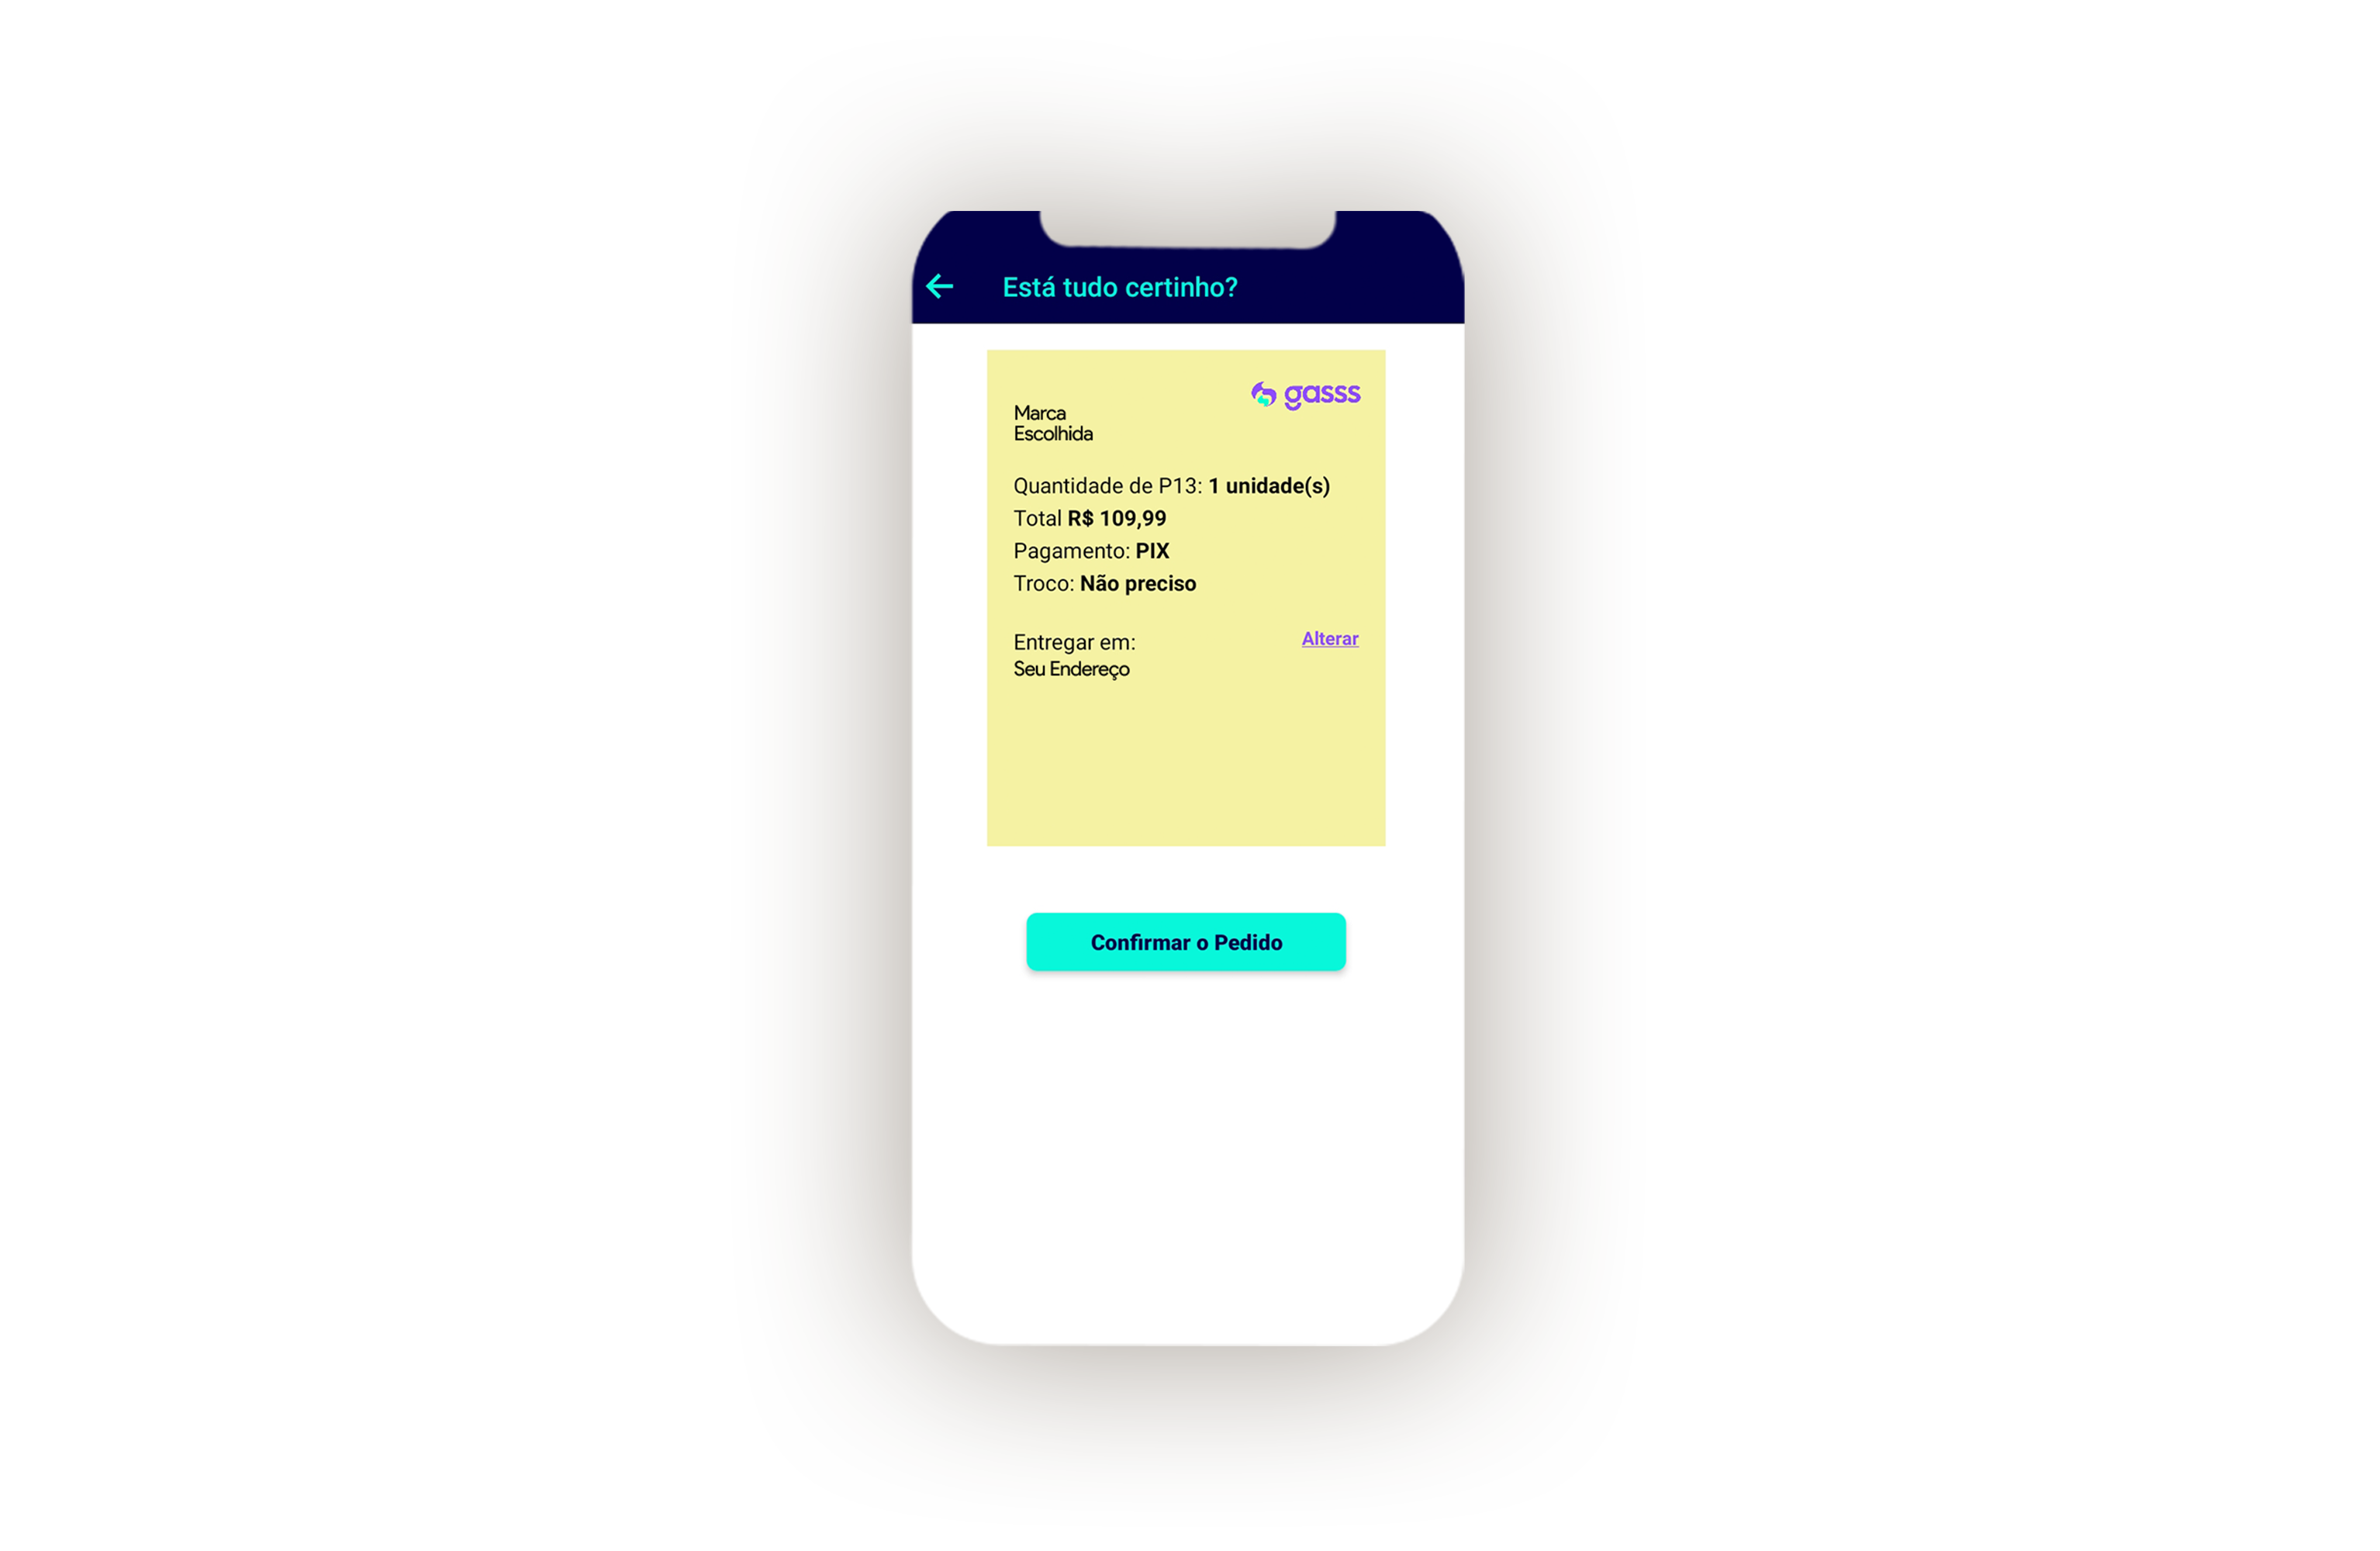 Está tudo certinho?
gasss
Marca
Escolhida
Quantidade de P13: 1 unidade(s)
Total R$ 109,99
Pagamento: PIX
Troco: Não preciso
Entregar em:
Alterar
Seu Endereço
Confirmar o Pedido